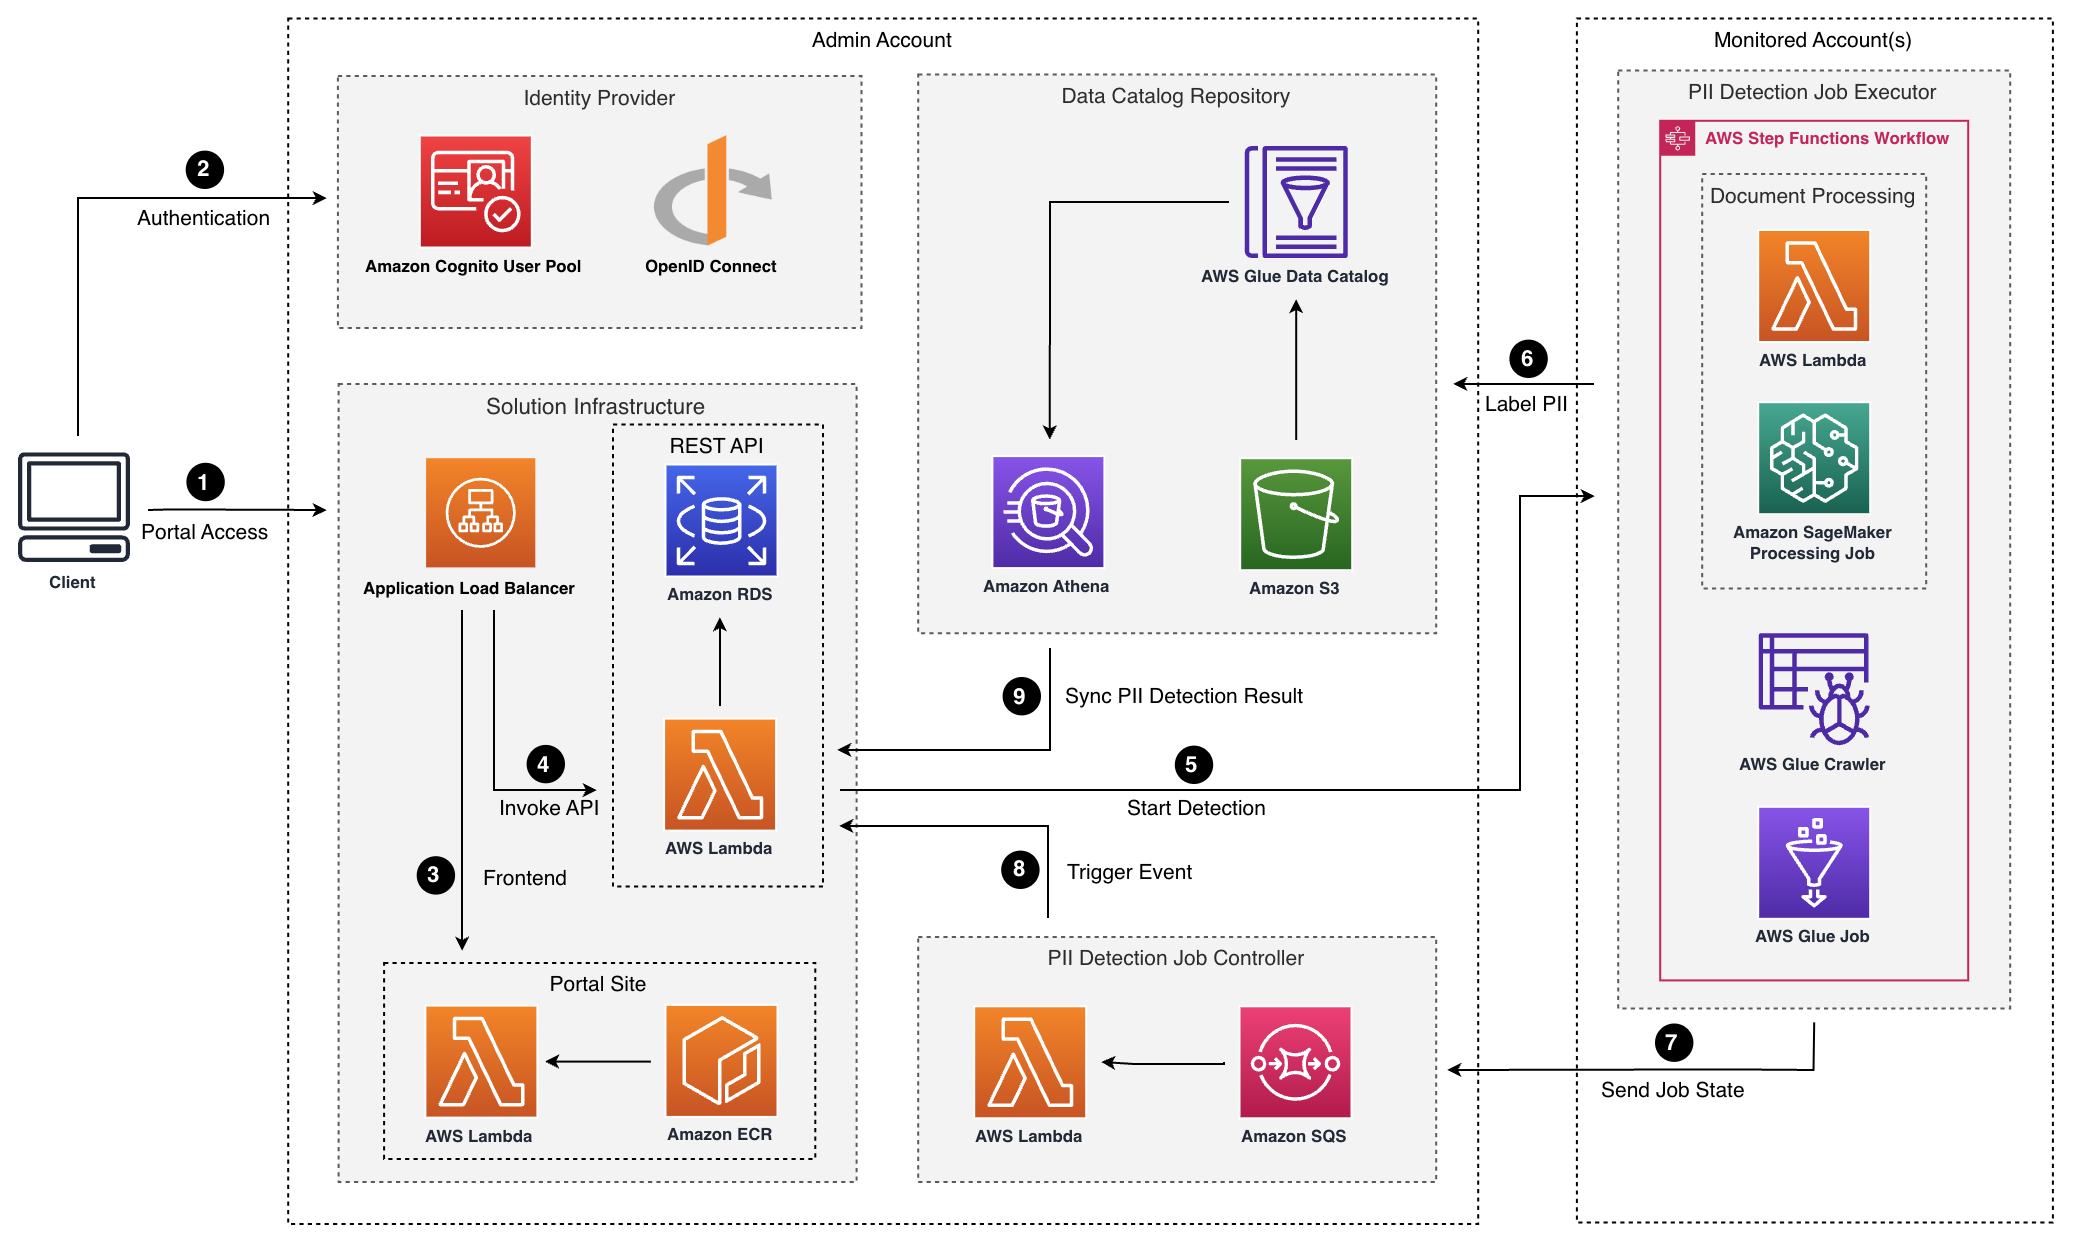 Admin Account
Monitored Account(s)
Identity Provider
Amazon Cognito User Pool
OpenID Connect
2
Authentication
1
Portal Access
Client
Solution Infrastructure
Application Load Balancer
REST API
Amazon RDS
AWS Lambda
4
Invoke API
3
Frontend
Portal Site
AWS Lambda
Amazon ECR
Data Catalog Repository
AWS Glue Data Catalog
Amazon Athena
Amazon S3
9
Sync PII Detection Result
5
Start Detection
8
Trigger Event
PII Detection Job Controller
AWS Lambda
Amazon SQS
6
Label PII
7
Send Job State
PII Detection Job Executor
AWS Step Functions Workflow
Document Processing
AWS Lambda
Amazon SageMaker
Processing Job
AWS Glue Crawler
AWS Glue Job